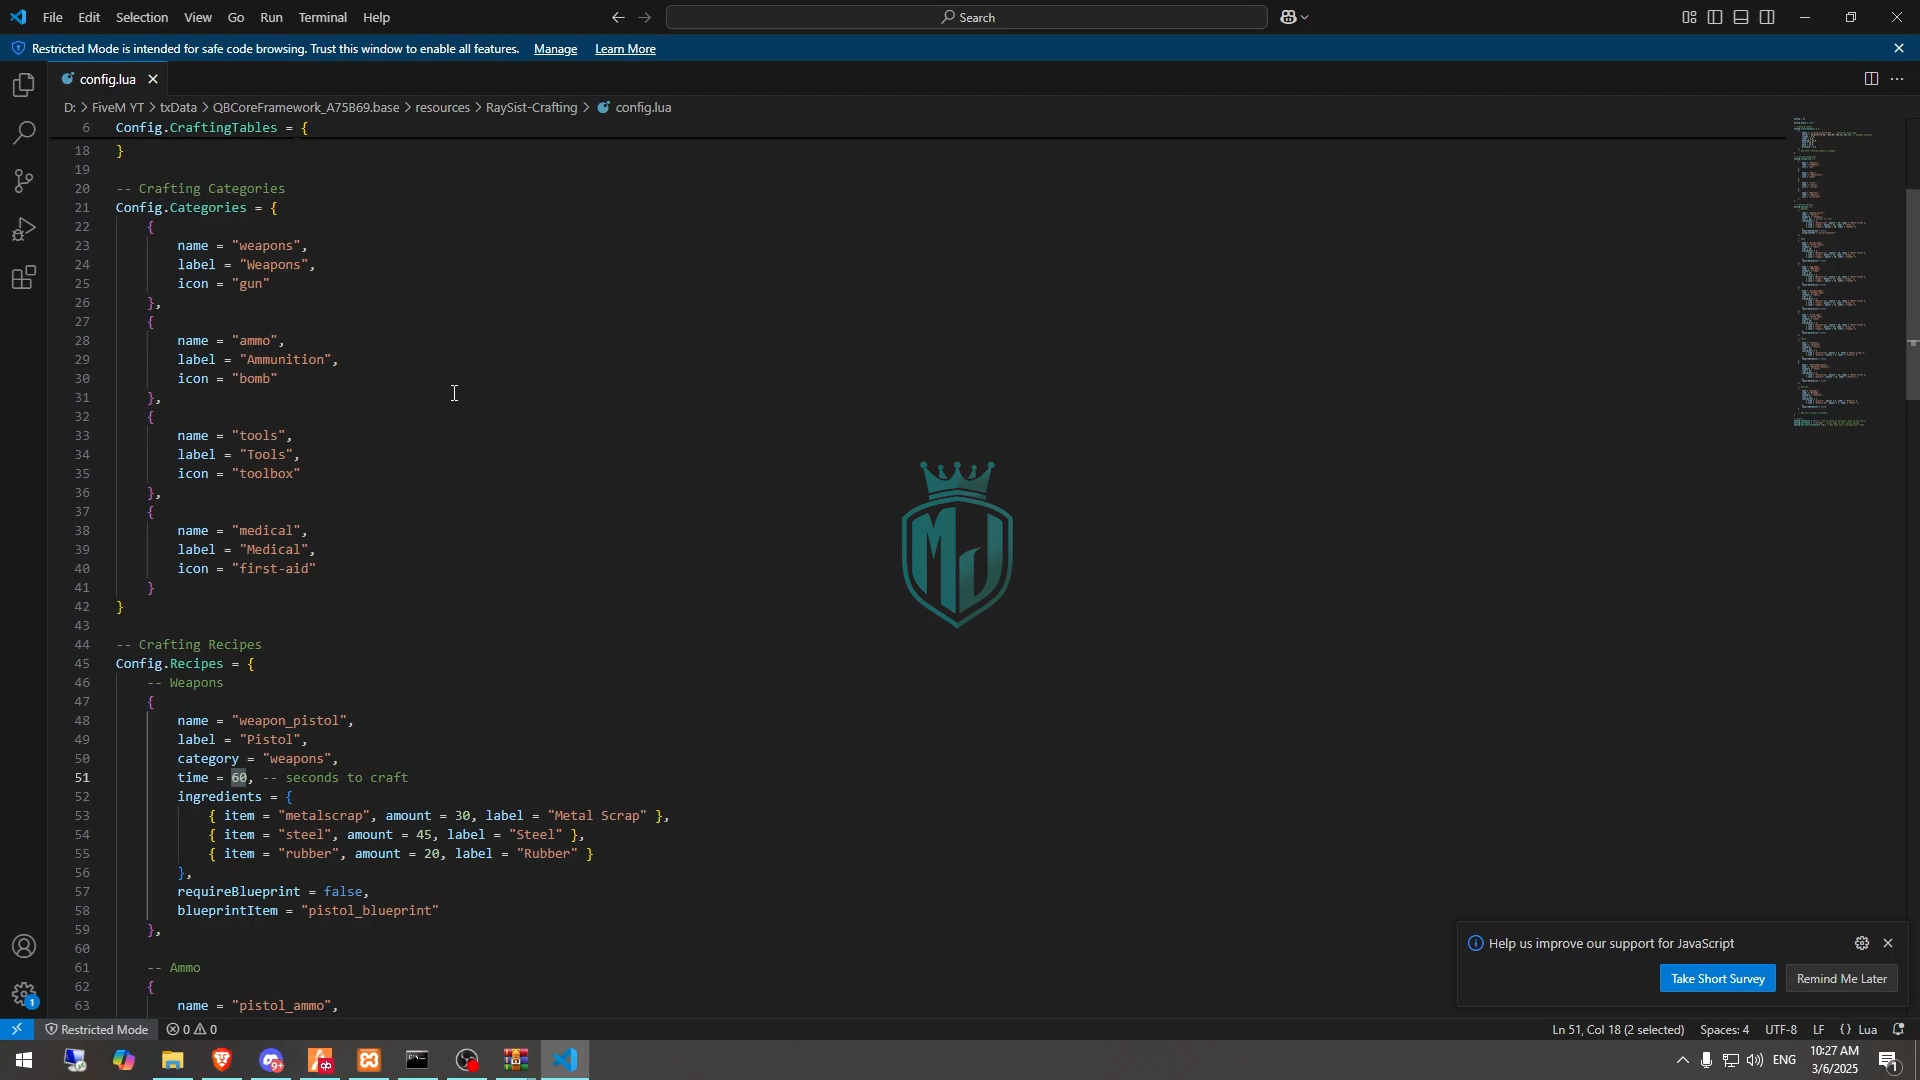 File Edit Selection View Go Run Terminal Help
Search
Restricted Mode is intended for safe code browsing. Trust this window to enable all features. Manage Learn More
config.lua
D: > FiveM YT > txData > QBCoreFramework_A75B69.base > resources > RaySist-Crafting > config.lua
6 Config.CraftingTables = {
18 }
19
20 -- Crafting Categories
21 Config.Categories = {
22 {
23 name = "weapons",
24 label = "Weapons",
25 icon = "gun"
26 },
27 {
28 name = "ammo",
29 label = "Ammunition",
30 icon = "bomb"
31 },
32 {
33 name = "tools",
34 label = "Tools",
35 icon = "toolbox"
36 },
37 {
38 name = "medical",
39 label = "Medical",
40 icon = "first-aid"
41 }
42 }
43
44 -- Crafting Recipes
45 Config.Recipes = {
46 -- Weapons
47 {
48 name = "weapon_pistol",
49 label = "Pistol",
50 category = "weapons",
51 time = 60, -- seconds to craft
52 ingredients = {
53 { item = "metalscrap", amount = 30, label = "Metal Scrap" },
54 { item = "steel", amount = 45, label = "Steel" },
55 { item = "rubber", amount = 20, label = "Rubber" }
56 },
57 requireBlueprint = false,
58 blueprintItem = "pistol_blueprint"
59 },
60
61 -- Ammo
62 {
63 name = "pistol_ammo",
MJ
Help us improve our support for JavaScript
Take Short Survey Remind Me Later
1
Restricted Mode 0 0 Ln 51, Col 18 (2 selected) Spaces: 4 UTF-8 LF {} Lua
9+
ENG
10:27 AM
3/6/2025
1